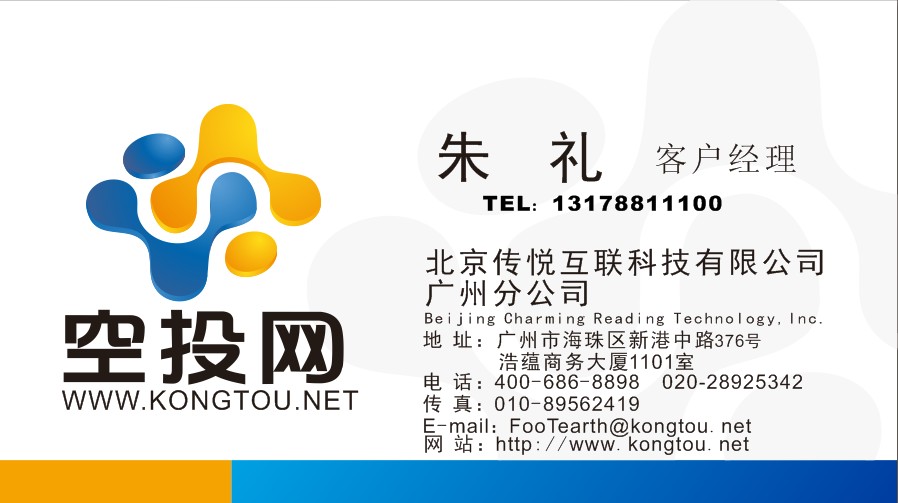 空投网
WWW.KONGTOU.NET
朱 礼 客户经理
TEL：13178811100
北京传悦互联科技有限公司
广州分公司
Beijing Charming Reading Technology, Inc.
地 址：广州市海珠区新港中路376号
浩蕴商务大厦1101室
电 话：400-686-8898 020-28925342
传 真：010-89562419
E-mail：FooTearth@kongtou.net
网 站：http://www.kongtou.net